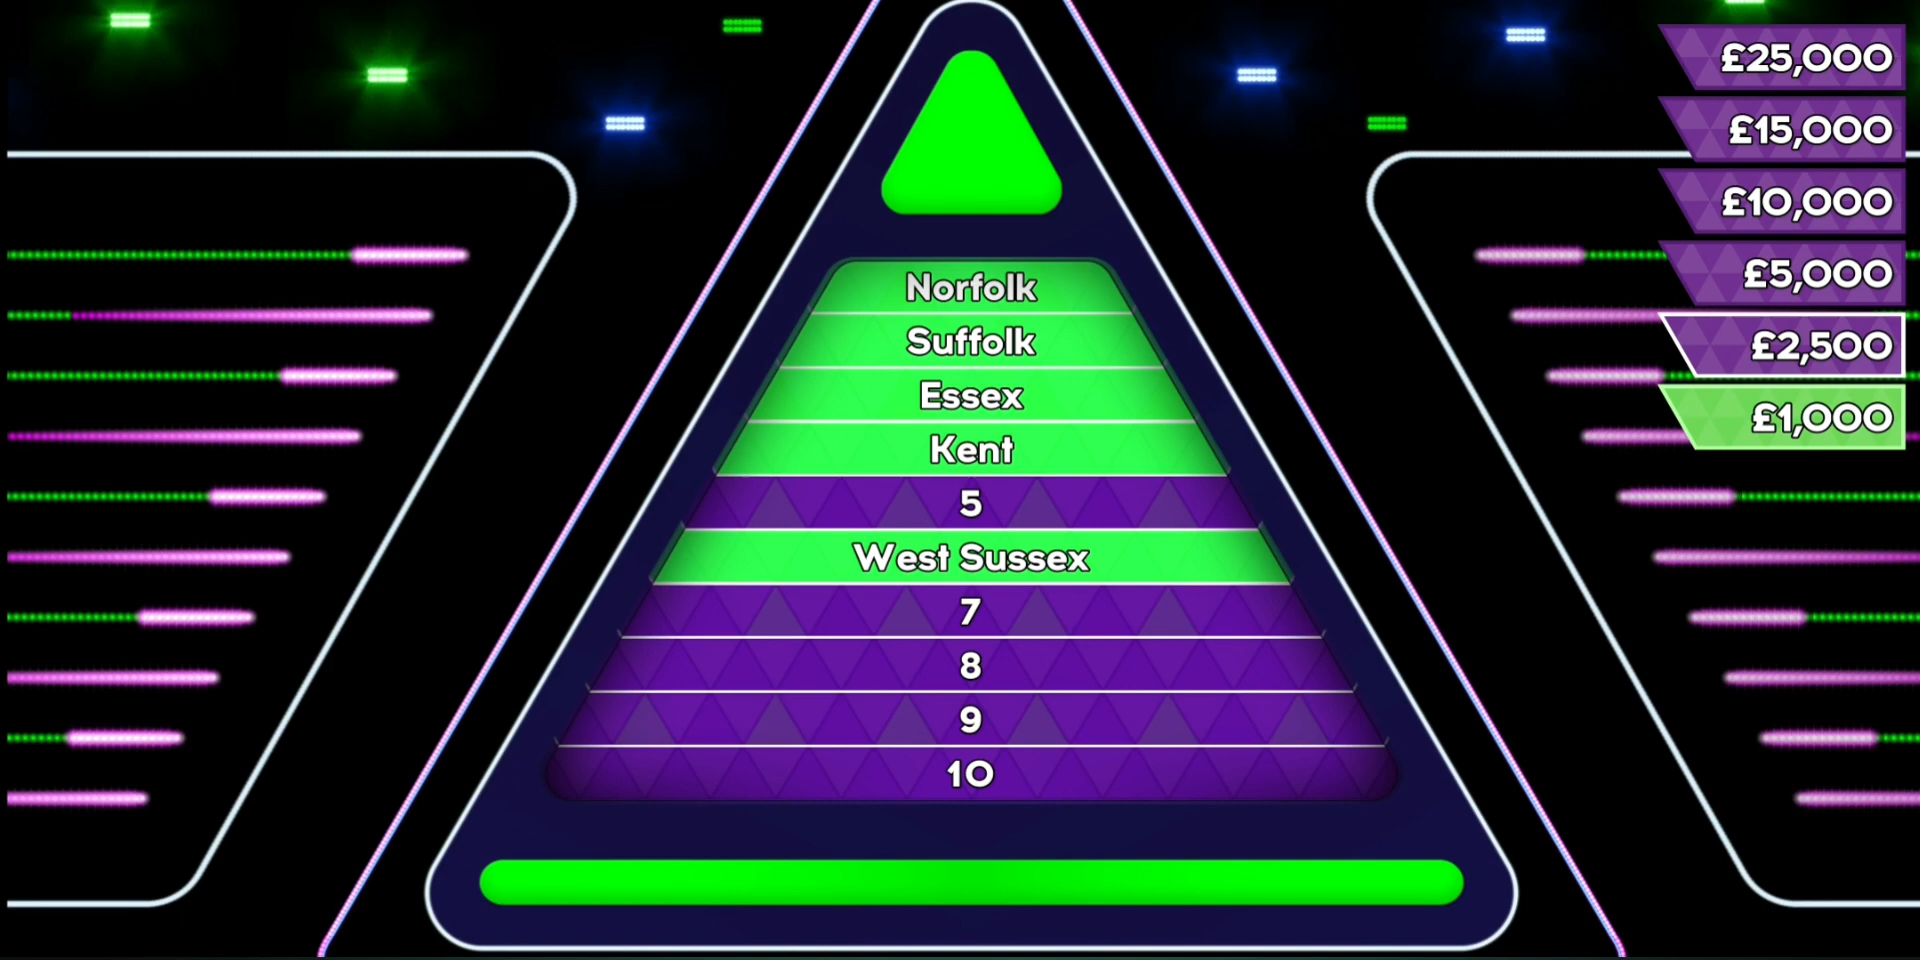 Norfolk
Suffolk
Essex
Kent
5
West Sussex
7
8
9
10
£25,000
£15,000
£10,000
£5,000
£2,500
£1,000